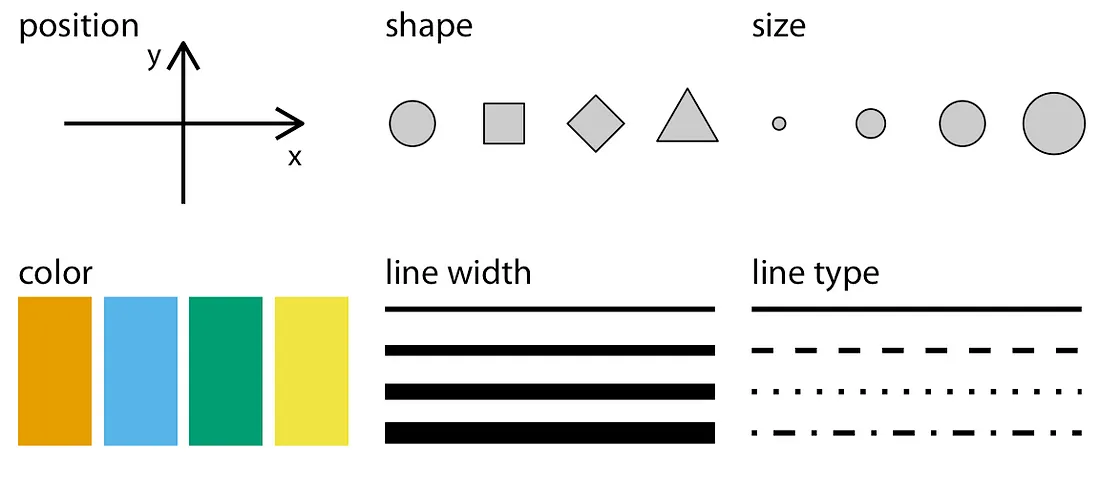 position
shape
size
y
x
color
line width
line type